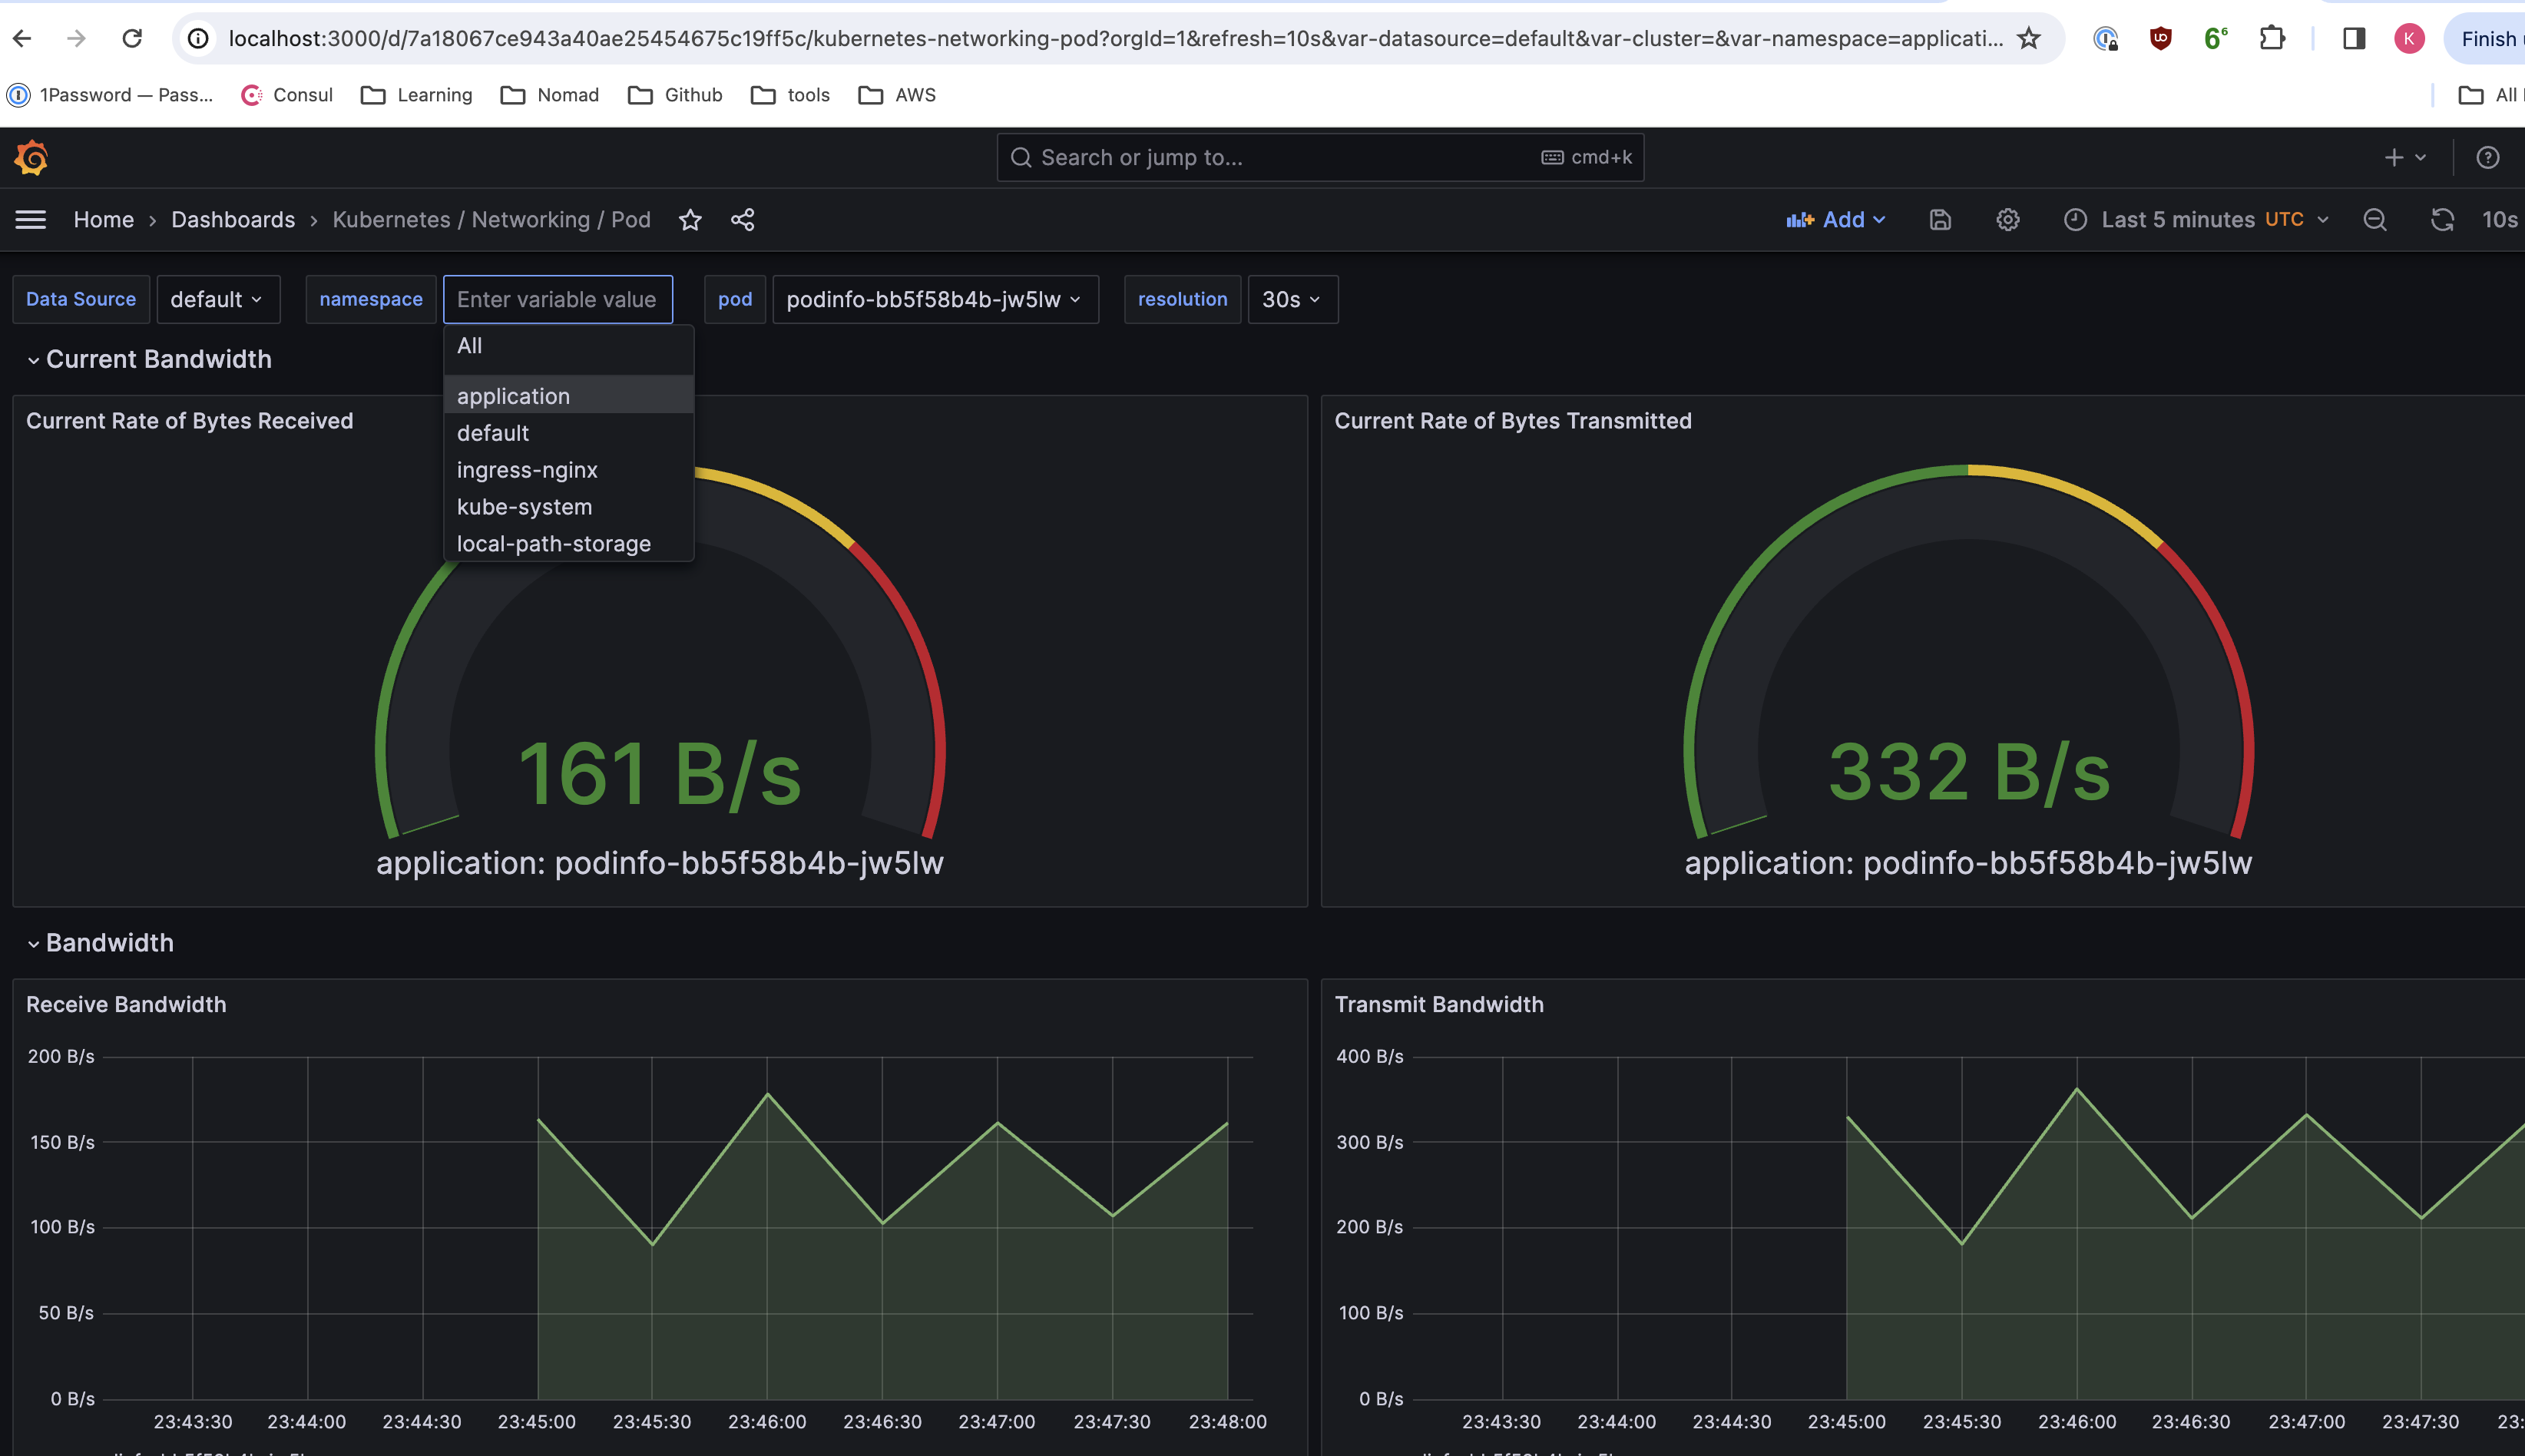 localhost:3000/d/7a18067ce943a40ae25454675c19ff5c/kubernetes-networking-pod?orgId=1&refresh=10s&var-datasource=default&var-cluster=&var-namespace=applicati...
6⁶
K
Finish
1Password — Pass...
Consul
Learning
Nomad
Github
tools
AWS
All
Search or jump to...
cmd+k
Home › Dashboards › Kubernetes / Networking / Pod
Add
Last 5 minutes UTC
10s
Data Source
default
namespace
Enter variable value
pod
podinfo-bb5f58b4b-jw5lw
resolution
30s
All
application
default
ingress-nginx
kube-system
local-path-storage
Current Bandwidth
Current Rate of Bytes Received
161 B/s
application: podinfo-bb5f58b4b-jw5lw
Current Rate of Bytes Transmitted
332 B/s
application: podinfo-bb5f58b4b-jw5lw
Bandwidth
Receive Bandwidth
200 B/s
150 B/s
100 B/s
50 B/s
0 B/s
23:43:30 23:44:00 23:44:30 23:45:00 23:45:30 23:46:00 23:46:30 23:47:00 23:47:30 23:48:00
Transmit Bandwidth
400 B/s
300 B/s
200 B/s
100 B/s
0 B/s
23:43:30 23:44:00 23:44:30 23:45:00 23:45:30 23:46:00 23:46:30 23:47:00 23:47:30 23: